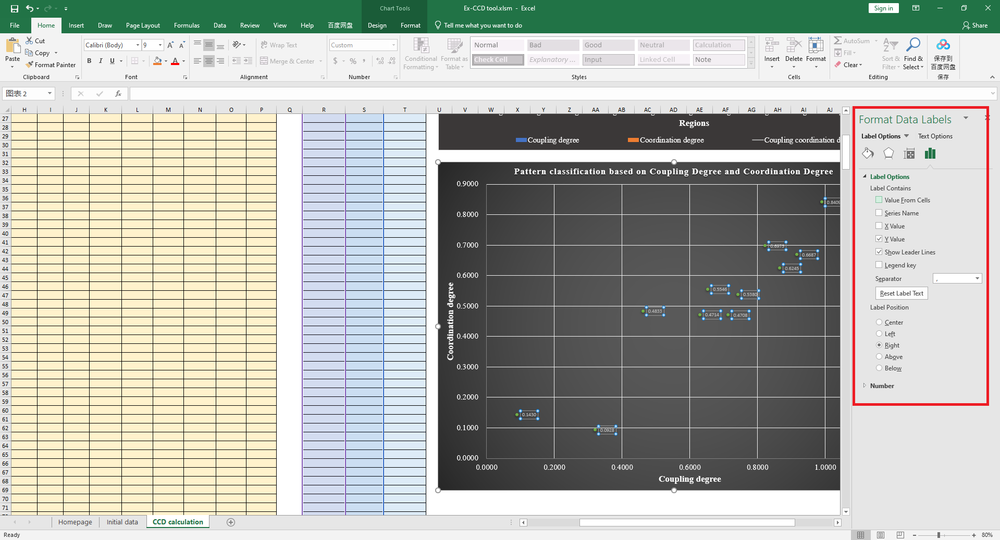 Chart Tools
Ex-CCD tool.xlsm - Excel
Sign in
File Home Insert Draw Page Layout Formulas Data Review View Help 百度网盘 Design Format Tell me what you want to do Share
Cut
Copy
Format Painter
Paste
Clipboard
Calibri (Body) 9
B I U
Font
Wrap Text
Merge & Center
Alignment
Custom
$ % ,
Number
Conditional Formatting
Format as Table
Normal Bad Good Neutral Calculation
Check Cell Explanatory ... Input Linked Cell Note
Styles
Insert Delete Format
Cells
AutoSum
Fill
Clear
Sort & Filter
Find & Select
Editing
保存到
百度网盘
保存
图表 2
fx
H I J K L M N O P Q R S T U V W X Y Z AA AB AC AD AE AF AG AH AI AJ
27
28
29
30
31
32
33
34
35
36
37
38
39
40
41
42
43
44
45
46
47
48
49
50
51
52
53
54
55
56
57
58
59
60
61
62
63
64
65
66
67
68
69
70
71
Regions
Coupling degree Coordination degree Coupling coordination d
Pattern classification based on Coupling Degree and Coordination Degree
0.9000
0.8000
0.7000
0.6000
0.5000
0.4000
0.3000
0.2000
0.1000
0.0000
Coordination degree
0.8409
0.6973
0.6687
0.6245
0.5546
0.5380
0.4833
0.4714
0.4708
0.1430
0.0928
0.0000 0.2000 0.4000 0.6000 0.8000 1.0000
Coupling degree
Format Data Labels
Label Options Text Options
Label Options
Label Contains
Value From Cells
Series Name
X Value
Y Value
Show Leader Lines
Legend key
Separator ,
Reset Label Text
Label Position
Center
Left
Right
Above
Below
Number
Homepage Initial data CCD calculation
Ready
80%